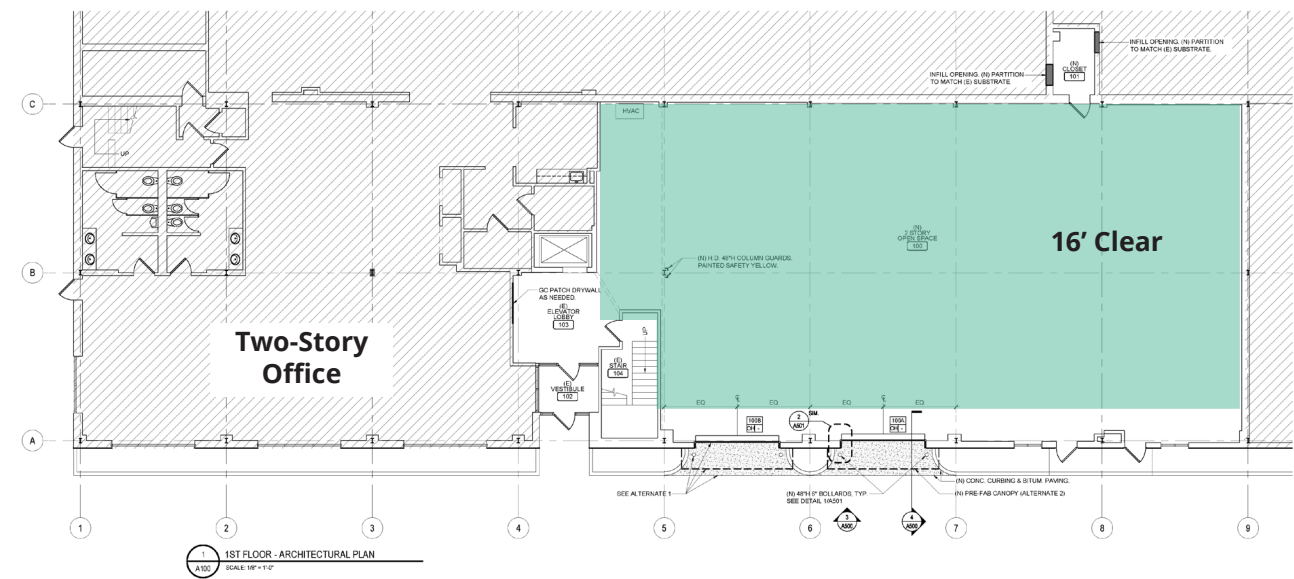 INFILL OPENING. (N) PARTITION
TO MATCH (E) SUBSTRATE.
(N)
CLOSET
101
INFILL OPENING. (N) PARTITION
TO MATCH (E) SUBSTRATE
C
HVAC
UP
(N)
2 STORY
OPEN SPACE
100
16’ Clear
B
(N) H.D. 48"H COLUMN GUARDS.
PAINTED SAFETY YELLOW.
GC PATCH DRYWALL
AS NEEDED.
(E)
ELEVATOR
LOBBY
103
UP
Two-Story
Office
(E)
STAIR
104
(E)
VESTIBULE
102
EQ
EQ
EQ
EQ
100B
OH -
2
A501
SIM.
100A
OH -
A
SEE ALTERNATE 1
(N) 48"H 6" BOLLARDS, TYP
SEE DETAIL 1/A501
(N) CONC. CURBING & BITUM. PAVING.
(N) PRE-FAB CANOPY (ALTERNATE 2)
1
2
3
4
5
6
3
A500
4
A500
7
8
9
1
A100
1ST FLOOR - ARCHITECTURAL PLAN
SCALE: 1/8" = 1'-0"